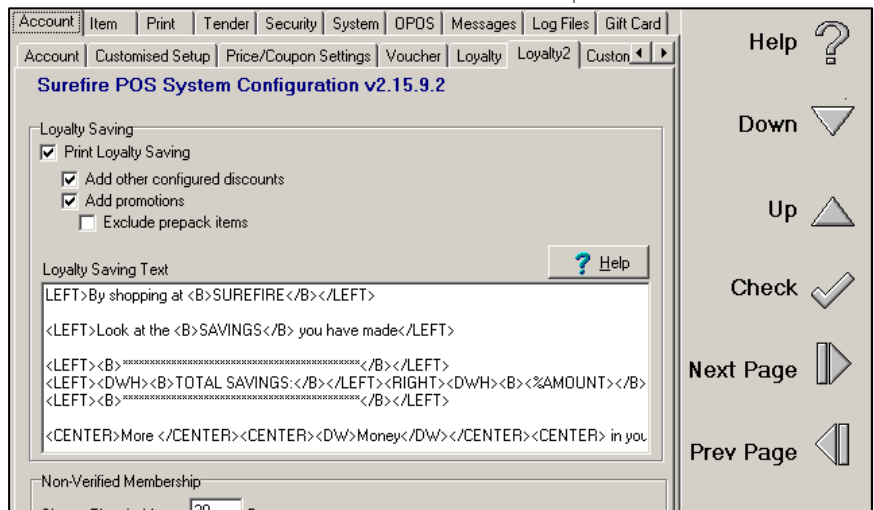 Account Item Print Tender Security System OPOS Messages Log Files Gift Card
Account Customised Setup Price/Coupon Settings Voucher Loyalty Loyalty2 Custon
Surefire POS System Configuration v2.15.9.2
Loyalty Saving
Print Loyalty Saving
Add other configured discounts
Add promotions
Exclude prepack items
Help
Loyalty Saving Text
LEFT>By shopping at <B>SUREFIRE</B></LEFT>
<LEFT>Look at the <B>SAVINGS</B> you have made</LEFT>
<LEFT><B>******************************************</B></LEFT>
<LEFT><DWH><B>TOTAL SAVINGS:</B></LEFT><RIGHT><DWH><B><%AMOUNT></B>
<LEFT><B>******************************************</B></LEFT>
<CENTER>More </CENTER><CENTER><DW>Money</DW></CENTER><CENTER> in you
Non-Verified Membership
Help
Down
Up
Check
Next Page
Prev Page